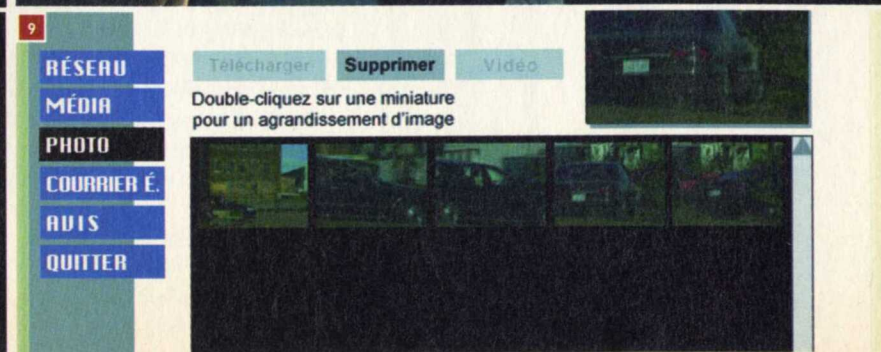 9
RÉSEAU
MÉDIA
PHOTO
COURRIER É.
AVIS
QUITTER
Télécharger Supprimer Vidéo
Double-cliquez sur une miniature
pour un agrandissement d'image